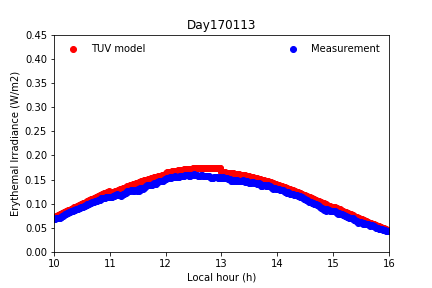 Day170113
TUV model
Measurement
Erythemal Irradiance (W/m2)
0.45
0.40
0.35
0.30
0.25
0.20
0.15
0.10
0.05
0.00
10 11 12 13 14 15 16
Local hour (h)